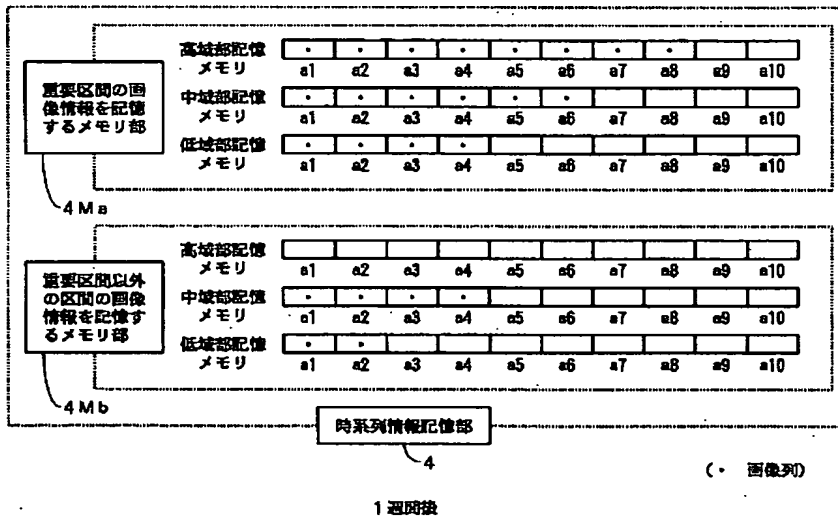 高域部記憶
メモリ
a1 a2 a3 a4 a5 a6 a7 a8 a9 a10
重要区間の画
像情報を記憶
するメモリ部
中域部記憶
メモリ
a1 a2 a3 a4 a5 a6 a7 a8 a9 a10
低域部記憶
メモリ
a1 a2 a3 a4 a5 a6 a7 a8 a9 a10
4Ma
高域部記憶
メモリ
a1 a2 a3 a4 a5 a6 a7 a8 a9 a10
重要区間以外
の区間の画像
情報を記憶す
るメモリ部
中域部記憶
メモリ
a1 a2 a3 a4 a5 a6 a7 a8 a9 a10
低域部記憶
メモリ
a1 a2 a3 a4 a5 a6 a7 a8 a9 a10
4Mb
時系列情報記憶部
4
(・ 画像列)
1週間後